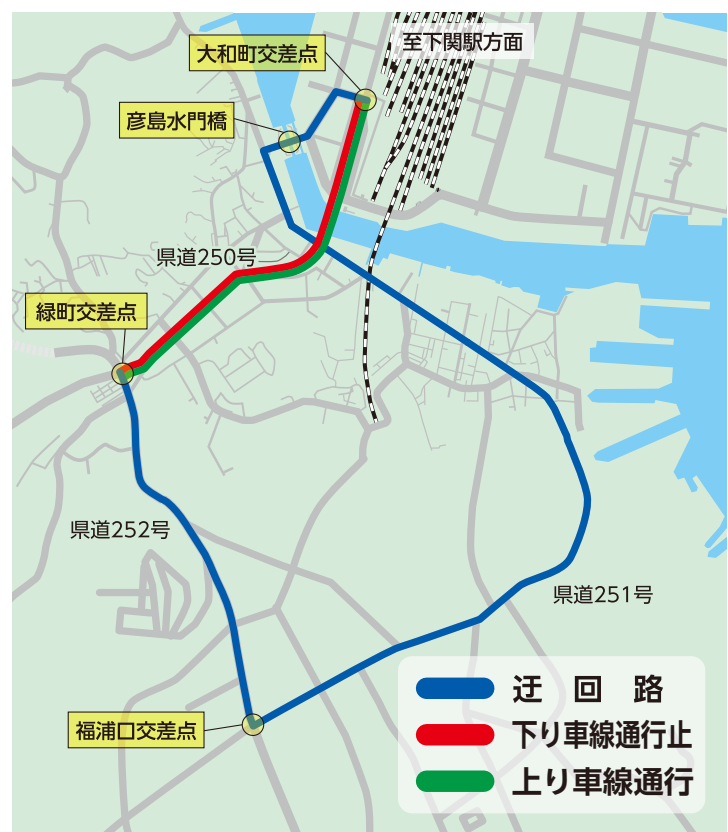 至下関駅方面
大和町交差点
彦島水門橋
県道250号
緑町交差点
県道252号
県道251号
福浦口交差点
迂回路
下り車線通行止
上り車線通行